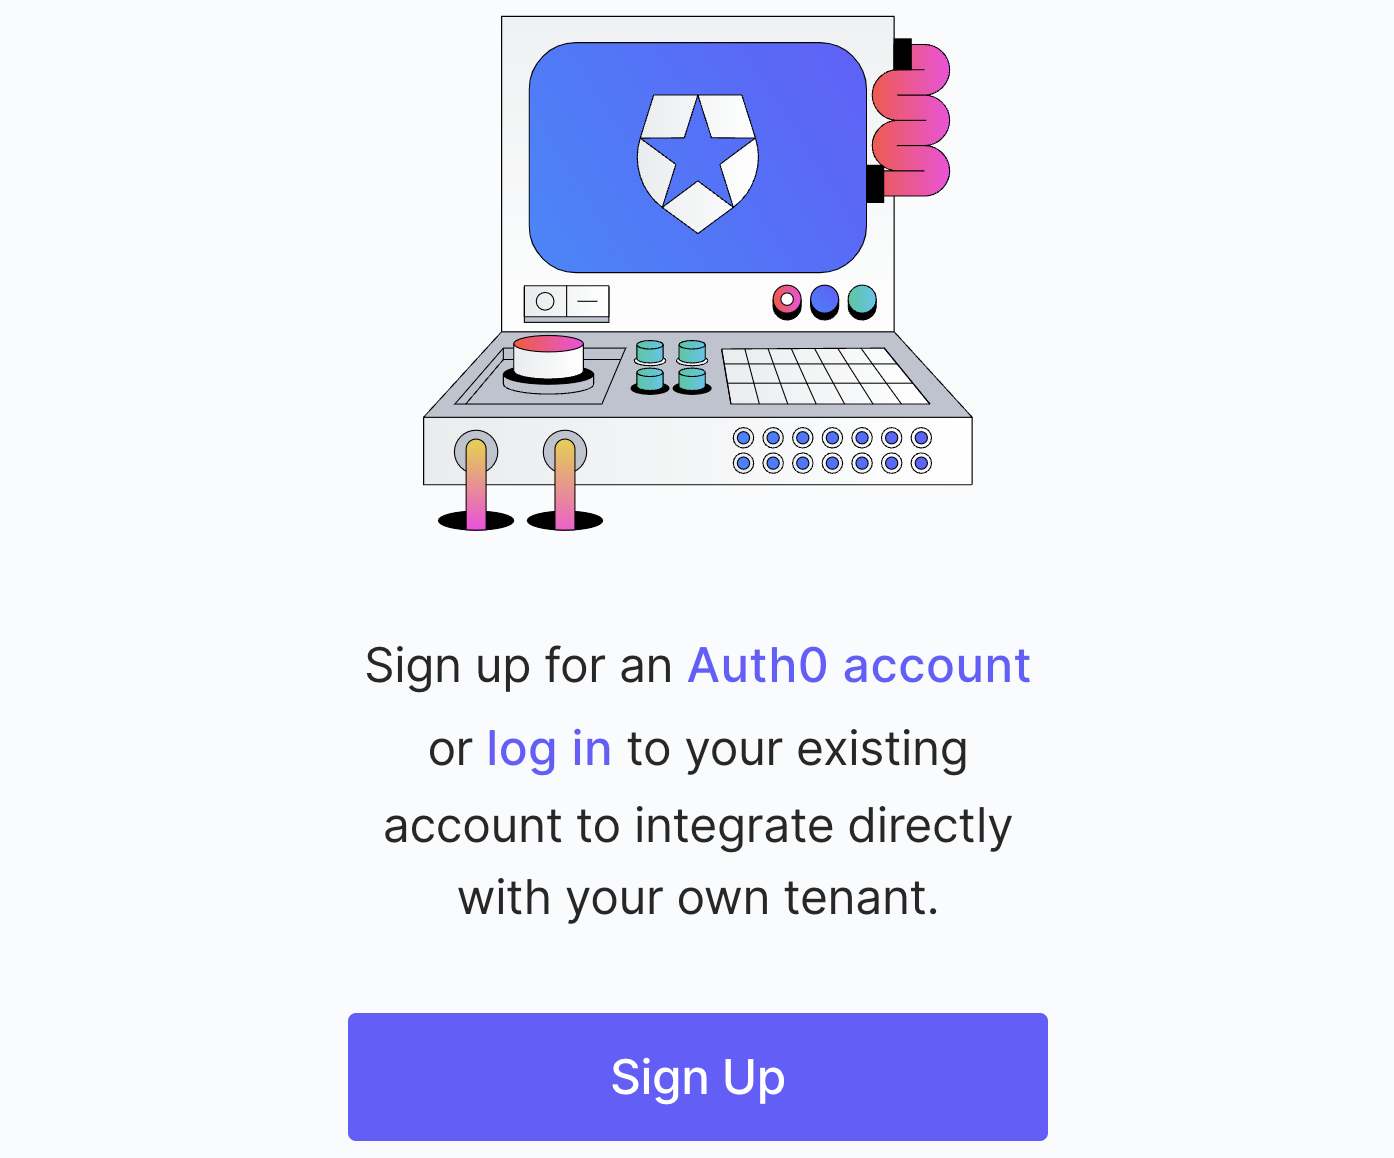 Sign up for an Auth0 account
or log in to your existing
account to integrate directly
with your own tenant.
Sign Up